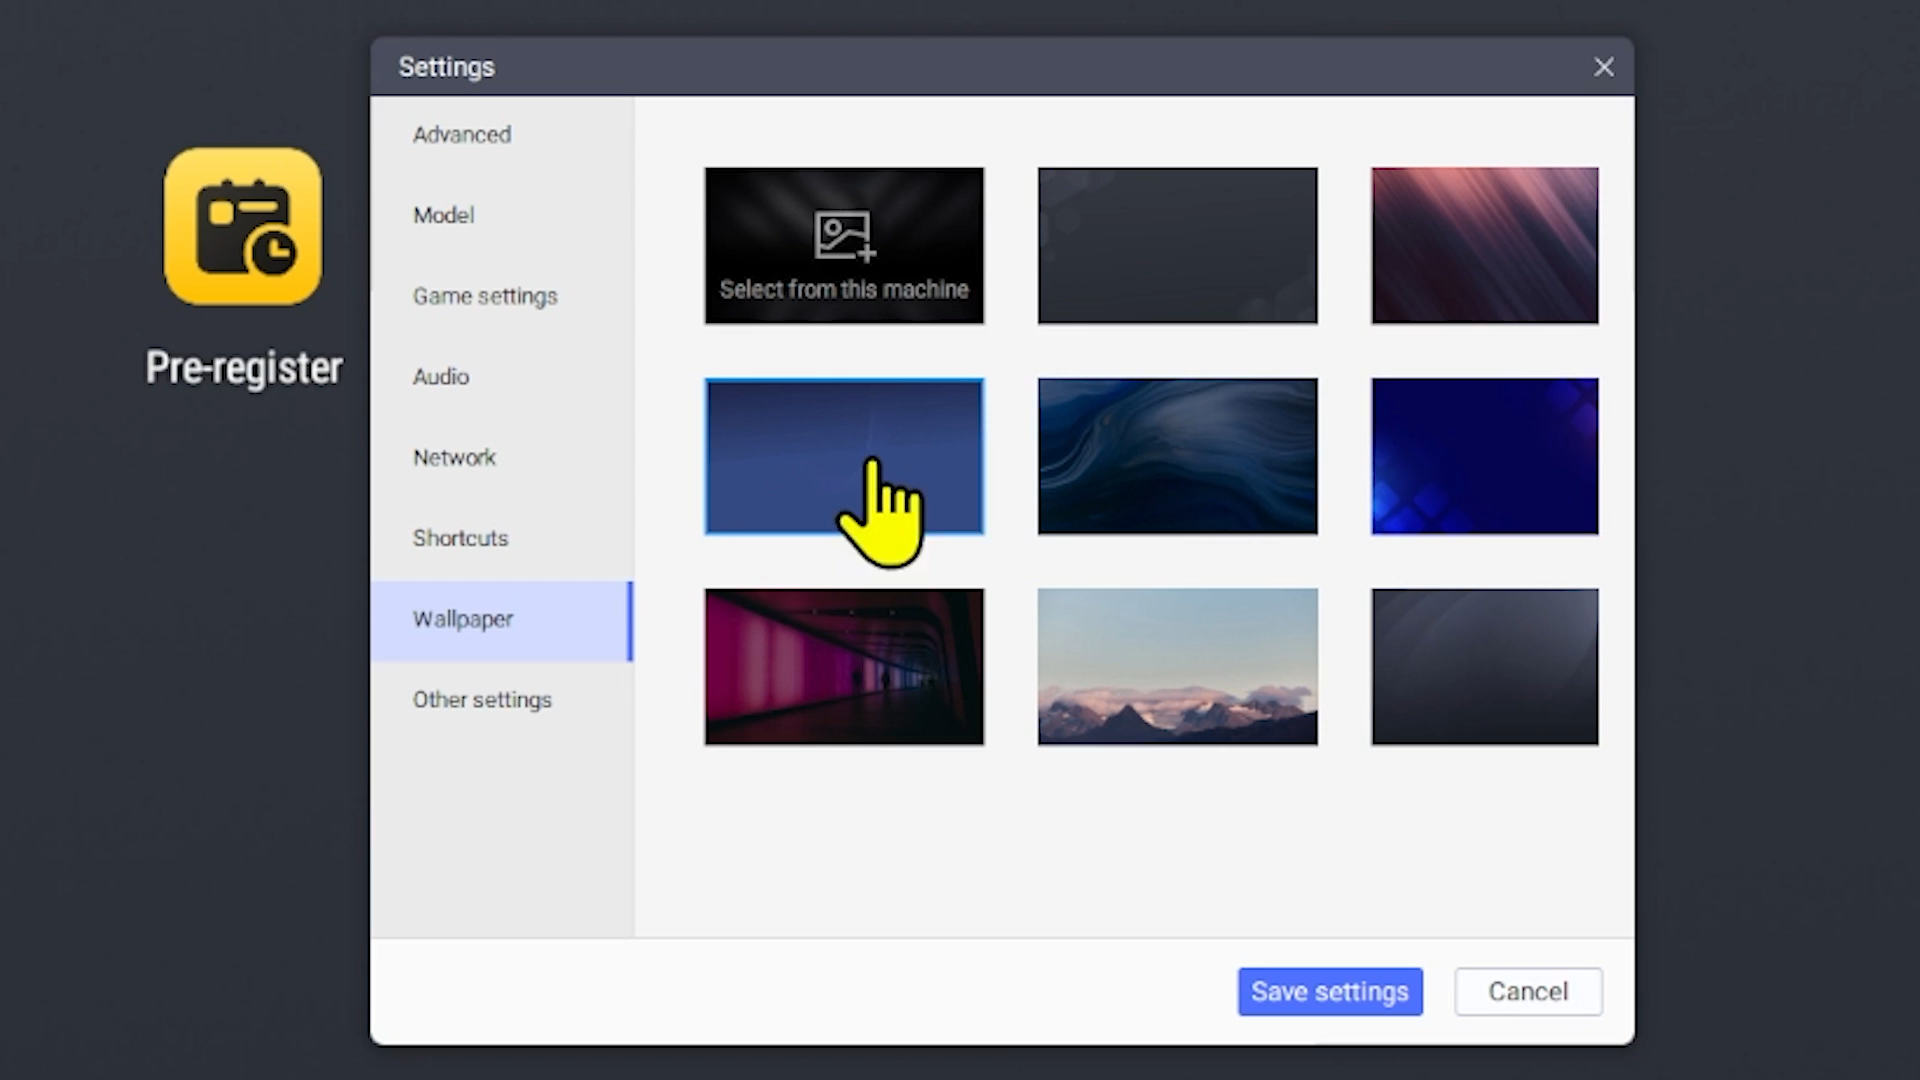 Settings
Pre-register
Advanced
Model
Game settings
Audio
Network
Shortcuts
Wallpaper
Other settings
Select from this machine
Save settings
Cancel